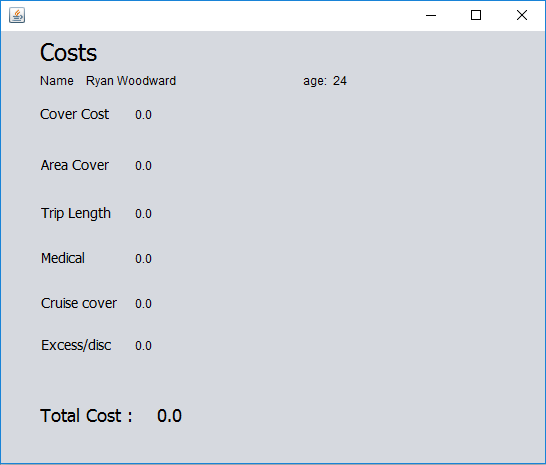 Costs
Name Ryan Woodward age: 24
Cover Cost 0.0
Area Cover 0.0
Trip Length 0.0
Medical 0.0
Cruise cover 0.0
Excess/disc 0.0
Total Cost : 0.0